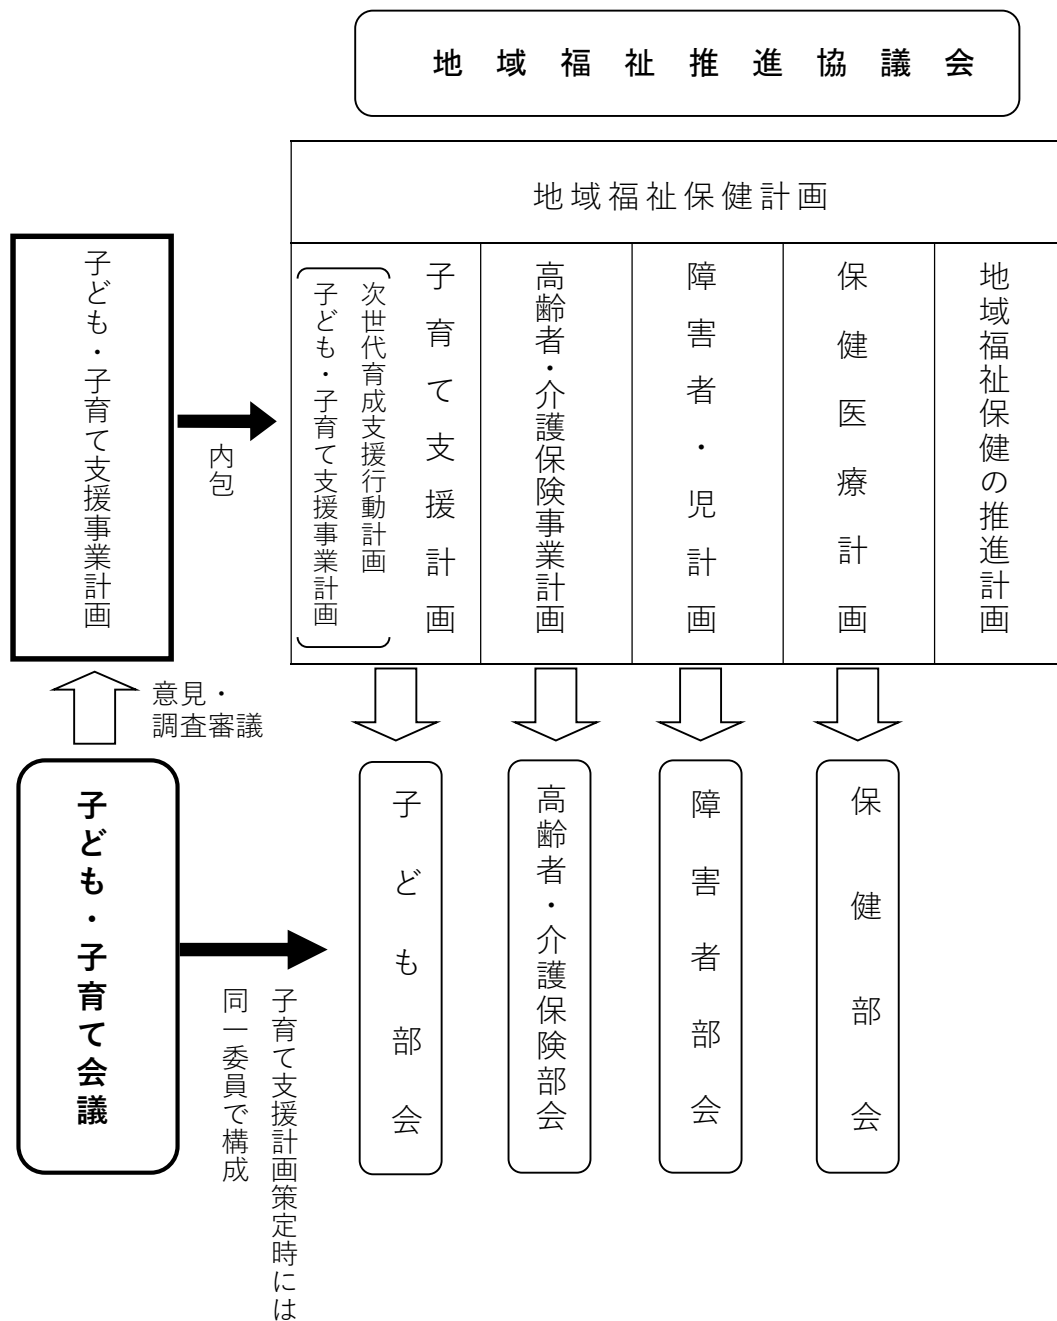 地域福祉推進協議会
地域福祉保健計画
地域福祉保健の推進計画
保健医療計画
障害者・児計画
高齢者・介護保険事業計画
子育て支援計画
次世代育成支援行動計画
子ども・子育て支援事業計画
子ども・子育て支援事業計画
内包
意見・
調査審議
子ども・子育て会議
子育て支援計画策定時には
同一委員で構成
子ども部会
高齢者・介護保険部会
障害者部会
保健部会